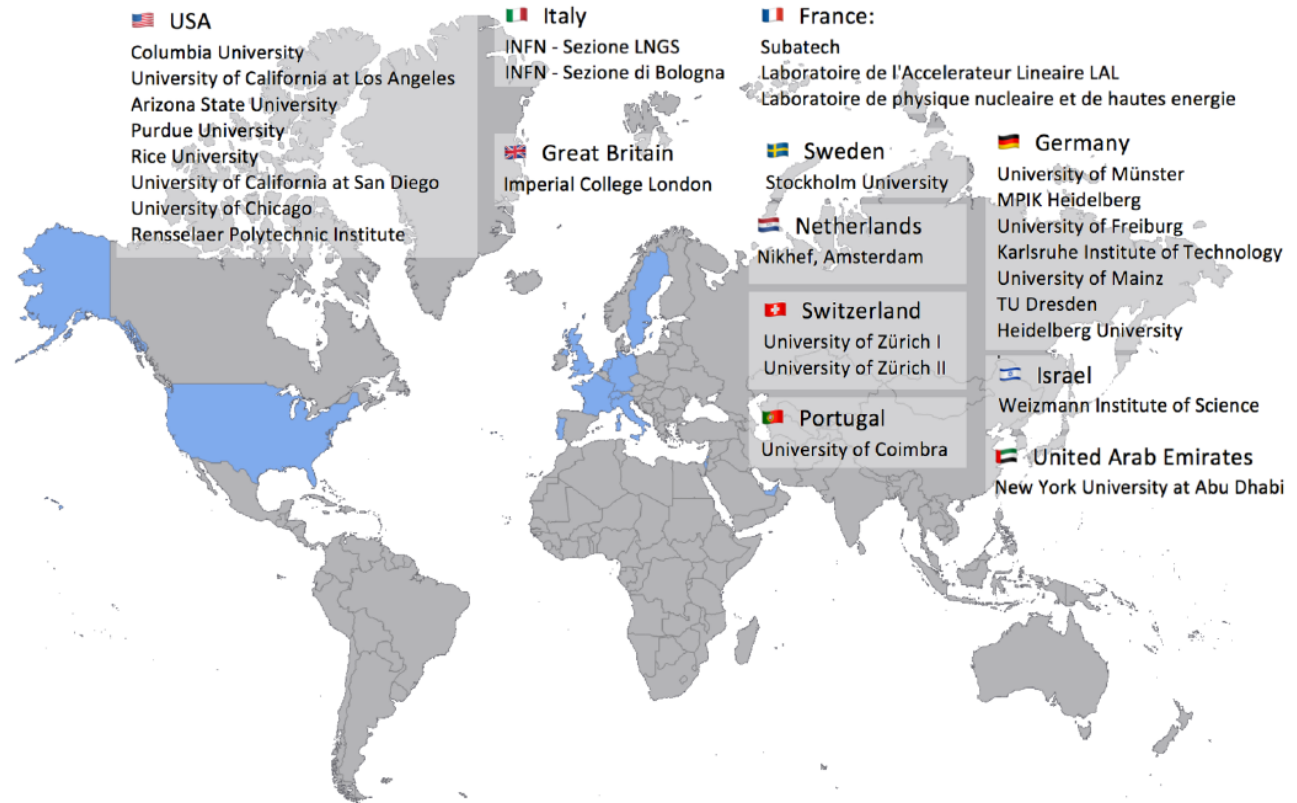 USA
Columbia University
University of California at Los Angeles
Arizona State University
Purdue University
Rice University
University of California at San Diego
University of Chicago
Rensselaer Polytechnic Institute
Italy
INFN - Sezione LNGS
INFN - Sezione di Bologna
Great Britain
Imperial College London
France:
Subatech
Laboratoire de l'Accelerateur Lineaire LAL
Laboratoire de physique nucleaire et de hautes energie
Sweden
Stockholm University
Netherlands
Nikhef, Amsterdam
Switzerland
University of Zürich I
University of Zürich II
Portugal
University of Coimbra
Germany
University of Münster
MPIK Heidelberg
University of Freiburg
Karlsruhe Institute of Technology
University of Mainz
TU Dresden
Heidelberg University
Israel
Weizmann Institute of Science
United Arab Emirates
New York University at Abu Dhabi